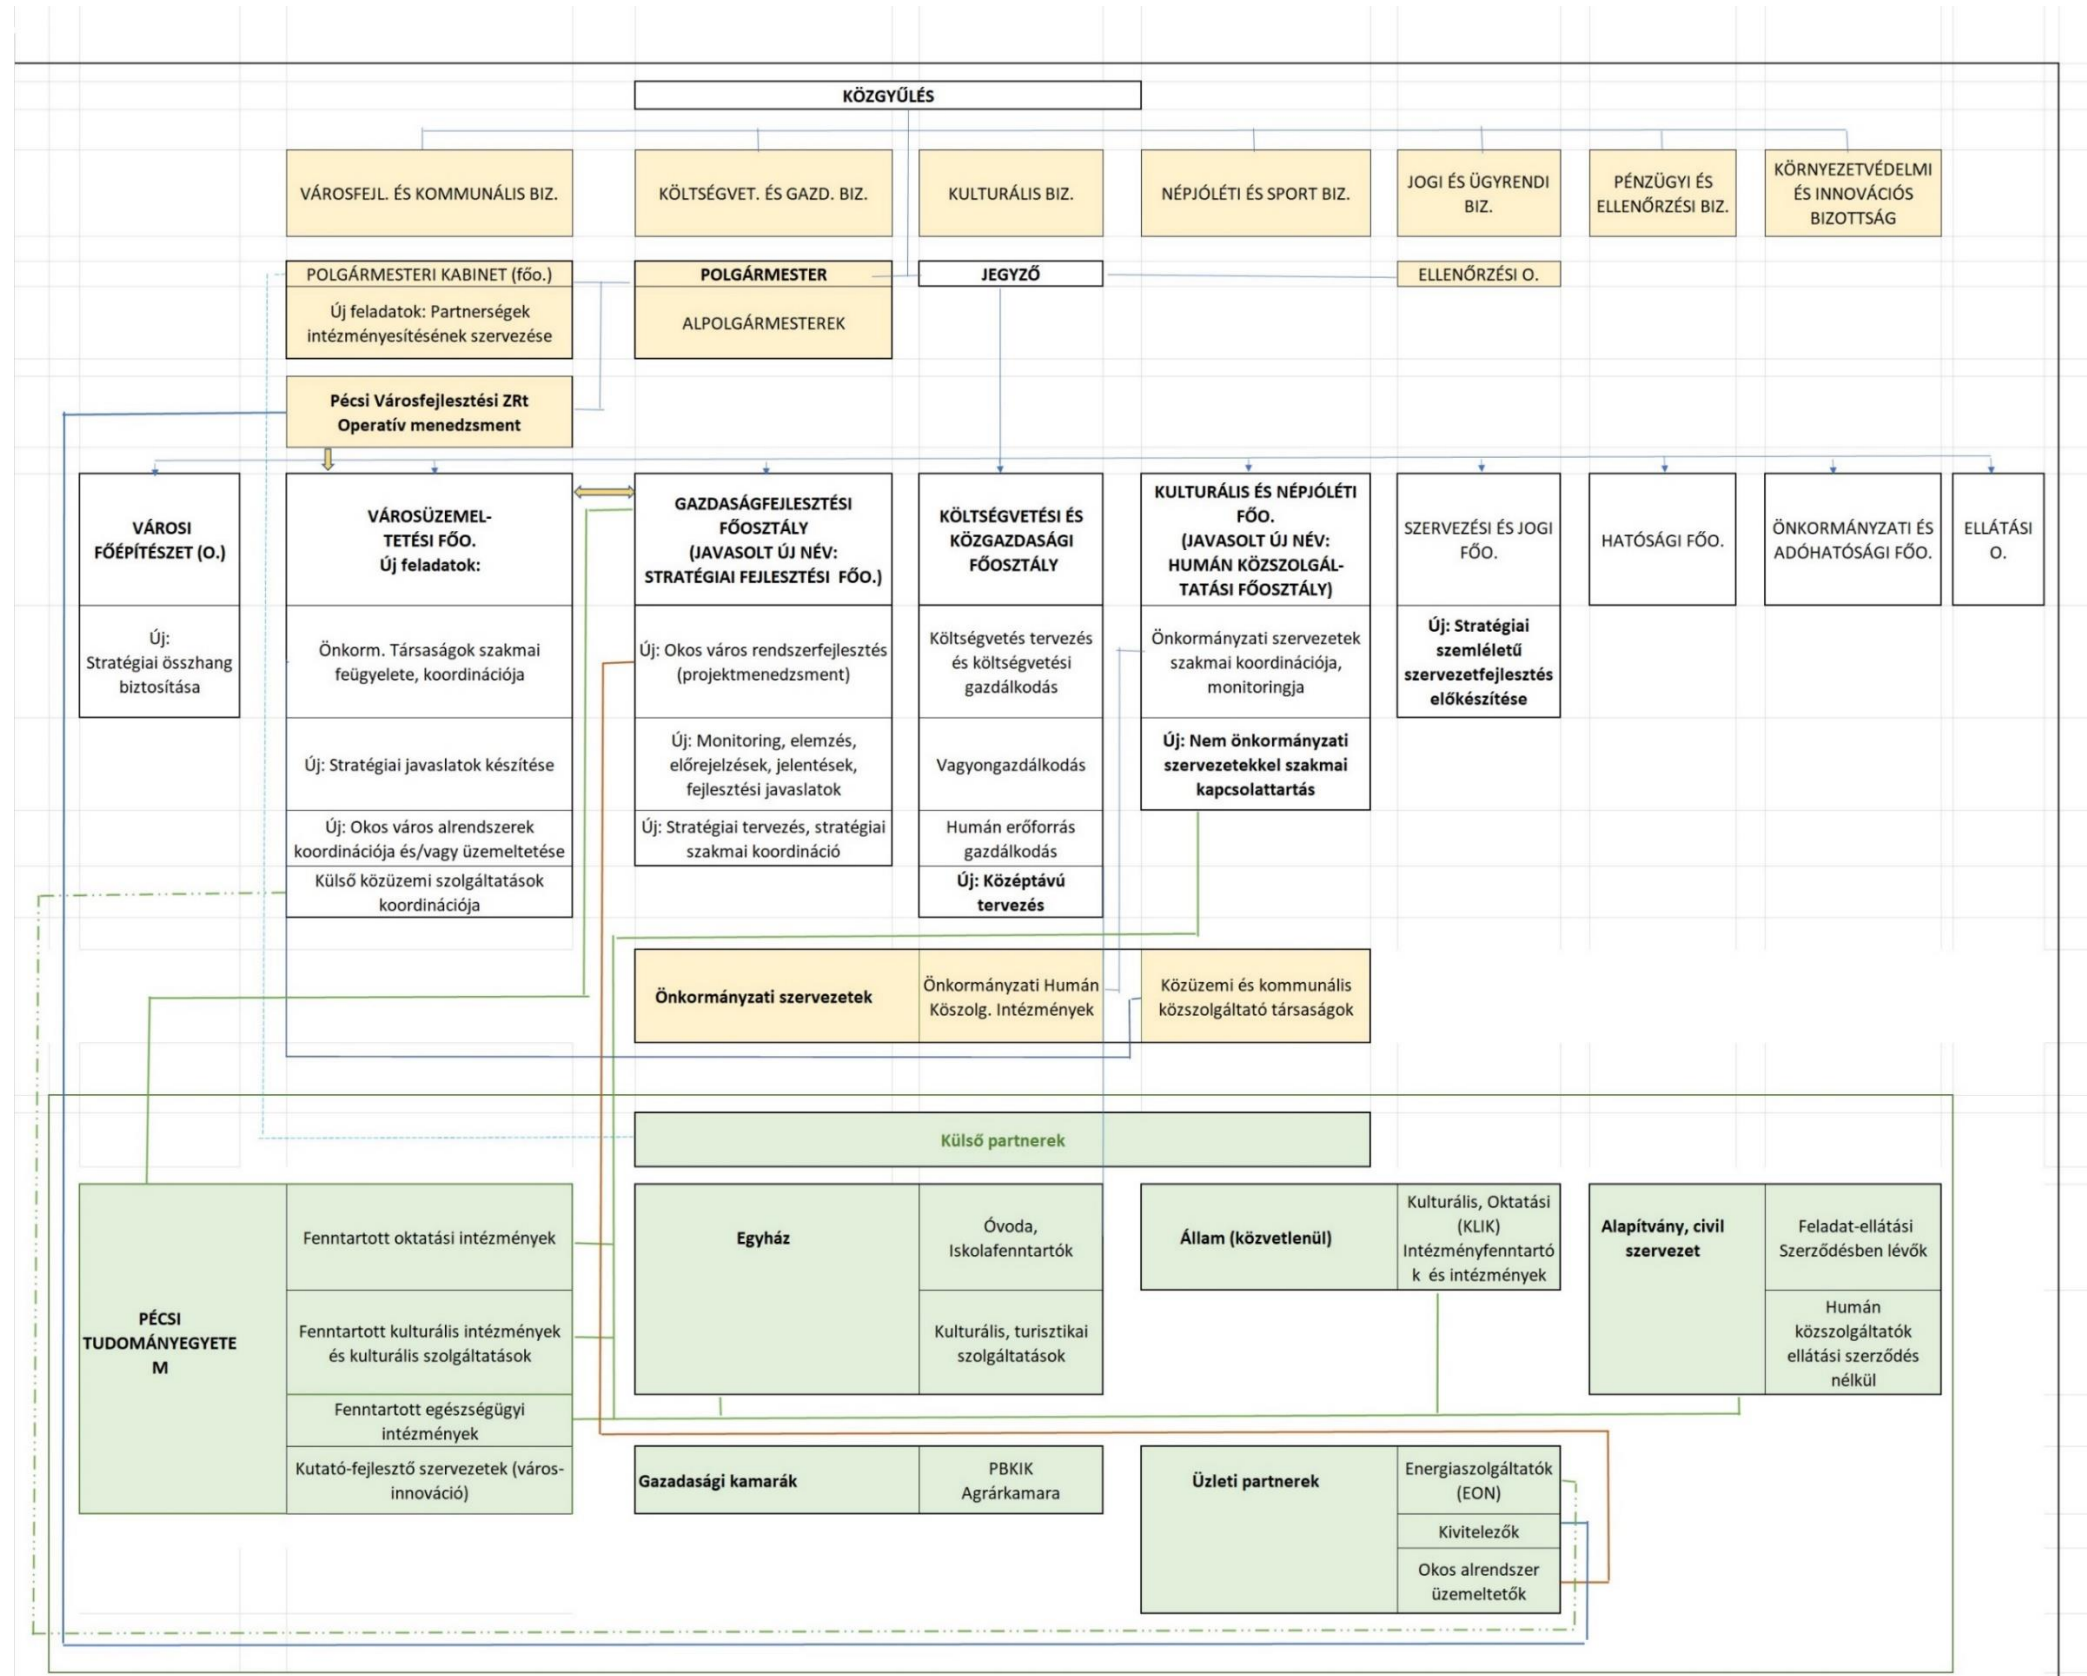 KÖZGYŰLÉS
VÁROSFEJL. ÉS KOMMUNÁLIS BIZ.
KÖLTSÉGVET. ÉS GAZD. BIZ.
KULTURÁLIS BIZ.
NÉPJÓLÉTI ÉS SPORT BIZ.
JOGI ÉS ÜGYRENDI
BIZ.
PÉNZÜGYI ÉS
ELLENŐRZÉSI BIZ.
KÖRNYEZETVÉDELMI
ÉS INNOVÁCIÓS
BIZOTTSÁG
POLGÁRMESTERI KABINET (főo.)
POLGÁRMESTER
JEGYZŐ
ELLENŐRZÉSI O.
Új feladatok: Partnerségek
intézményesítésének szervezése
ALPOLGÁRMESTEREK
Pécsi Városfejlesztési ZRt
Operatív menedzsment
VÁROSI
FŐÉPÍTÉSZET (O.)
VÁROSÜZEMEL-
TETÉSI FŐO.
Új feladatok:
GAZDASÁGFEJLESZTÉSI
FŐOSZTÁLY
(JAVASOLT ÚJ NÉV:
STRATÉGIAI FEJLESZTÉSI FŐO.)
KÖLTSÉGVETÉSI ÉS
KÖZGAZDASÁGI
FŐOSZTÁLY
KULTURÁLIS ÉS NÉPJÓLÉTI
FŐO.
(JAVASOLT ÚJ NÉV:
HUMÁN KÖZSZOLGÁL-
TATÁSI FŐOSZTÁLY)
SZERVEZÉSI ÉS JOGI
FŐO.
HATÓSÁGI FŐO.
ÖNKORMÁNYZATI ÉS
ADÓHATÓSÁGI FŐO.
ELLÁTÁSI
O.
Új:
Stratégiai összhang
biztosítása
Önkorm. Társaságok szakmai
feügyelete, koordinációja
Új: Okos város rendszerfejlesztés
(projektmenedzsment)
Költségvetés tervezés
és költségvetési
gazdálkodás
Önkormányzati szervezetek
szakmai koordinációja,
monitoringja
Új: Stratégiai
szemléletű
szervezetfejlesztés
előkészítése
Új: Stratégiai javaslatok készítése
Új: Monitoring, elemzés,
előrejelzések, jelentések,
fejlesztési javaslatok
Vagyongazdálkodás
Új: Nem önkormányzati
szervezetekkel szakmai
kapcsolattartás
Új: Okos város alrendszerek
koordinációja és/vagy üzemeltetése
Új: Stratégiai tervezés, stratégiai
szakmai koordináció
Humán erőforrás
gazdálkodás
Külső közüzemi szolgáltatások
koordinációja
Új: Középtávú
tervezés
Önkormányzati szervezetek
Önkormányzati Humán
Köszolg. Intézmények
Közüzemi és kommunális
közszolgáltató társaságok
Külső partnerek
PÉCSI
TUDOMÁNYEGYETE
M
Fenntartott oktatási intézmények
Fenntartott kulturális intézmények
és kulturális szolgáltatások
Fenntartott egészségügyi
intézmények
Kutató-fejlesztő szervezetek (város-
innováció)
Egyház
Óvoda,
Iskolafenntartók
Kulturális, turisztikai
szolgáltatások
Állam (közvetlenül)
Kulturális, Oktatási
(KLIK)
Intézményfenntartó
k és intézmények
Alapítvány, civil
szervezet
Feladat-ellátási
Szerződésben lévők
Humán
közszolgáltatók
ellátási szerződés
nélkül
Gazadasági kamarák
PBKIK
Agrárkamara
Üzleti partnerek
Energiaszolgáltatók
(EON)
Kivitelezők
Okos alrendszer
üzemeltetők